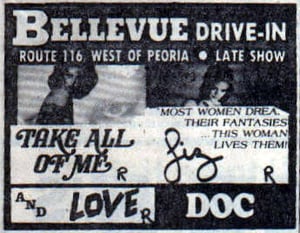 BELLEVUE DRIVE-IN
ROUTE 116, WEST OF PEORIA • LATE SHOW
"MOST WOMEN DREA.
THEIR FANTASIES
...THIS WOMAN
LIVES THEM!
TAKE ALL
OF ME R
Liz
R
AND LOVE R DOC